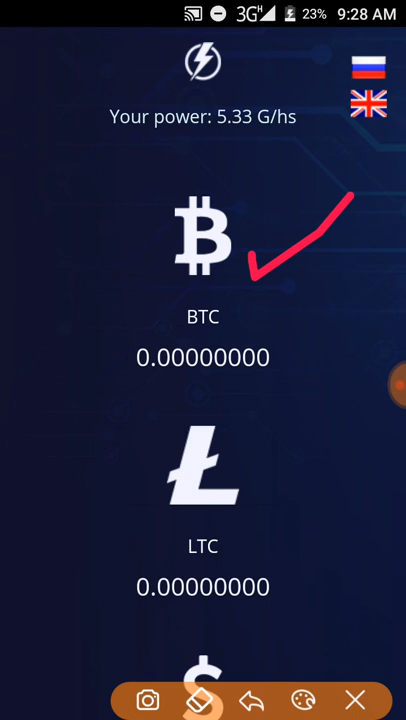 3G H 23% 9:28 AM
Your power: 5.33 G/hs
BTC
0.00000000
LTC
0.00000000